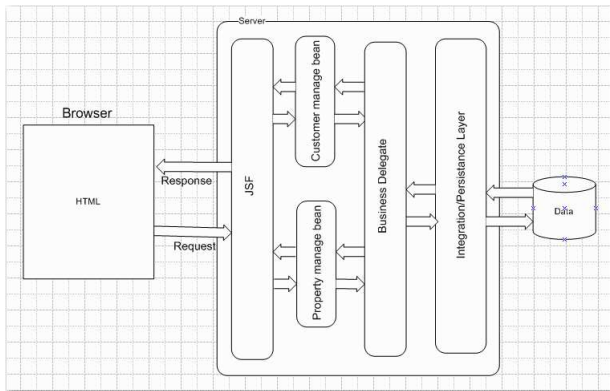 Server
Browser
HTML
Response
Request
JSF
Customer manage bean
Property manage bean
Business Delegate
Integration/Persistance Layer
Data